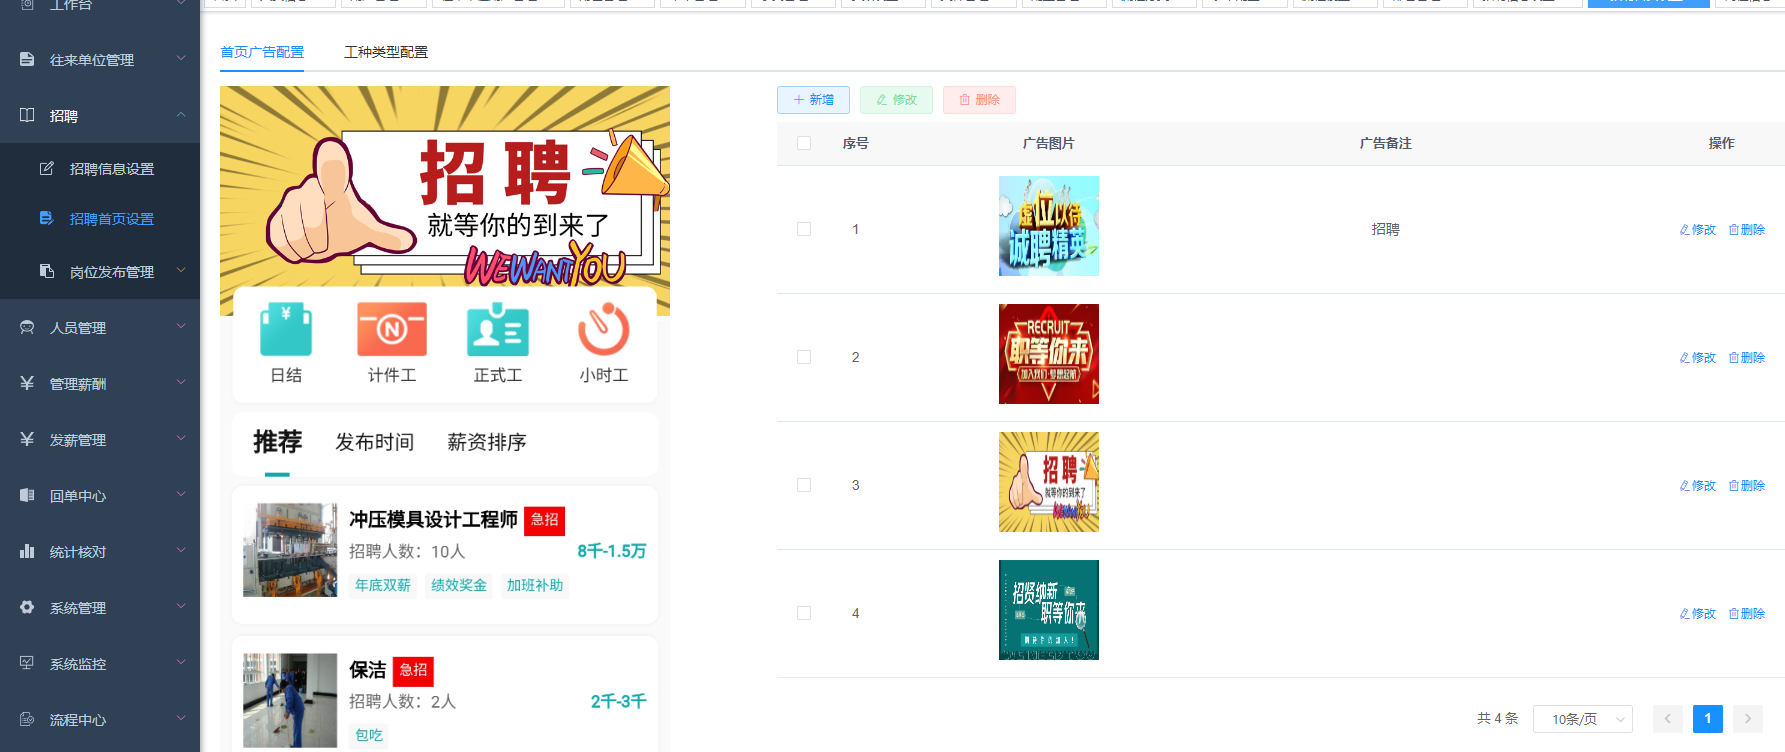 工作台
往来单位管理
招聘
招聘信息设置
招聘首页设置
岗位发布管理
人员管理
管理薪酬
发薪管理
回单中心
统计核对
系统管理
系统监控
流程中心
首页广告配置
工种类型配置
招聘
就等你的到来了
WE WANT YOU
日结
计件工
正式工
小时工
推荐
发布时间
薪资排序
冲压模具设计工程师 急招
招聘人数：10人
8千-1.5万
年底双薪 绩效奖金 加班补助
保洁 急招
招聘人数：2人
2千-3千
包吃
新增 修改 删除
序号 广告图片 广告备注 操作
1
虚位以待
诚聘精英
招聘
修改 删除
2
RECRUIT
职等你来
加入我们·梦想起航
修改 删除
3
招聘
就等你的到来了
WE WANT YOU
修改 删除
4
招贤纳新
职等你来
修改 删除
共 4 条
10条/页
1